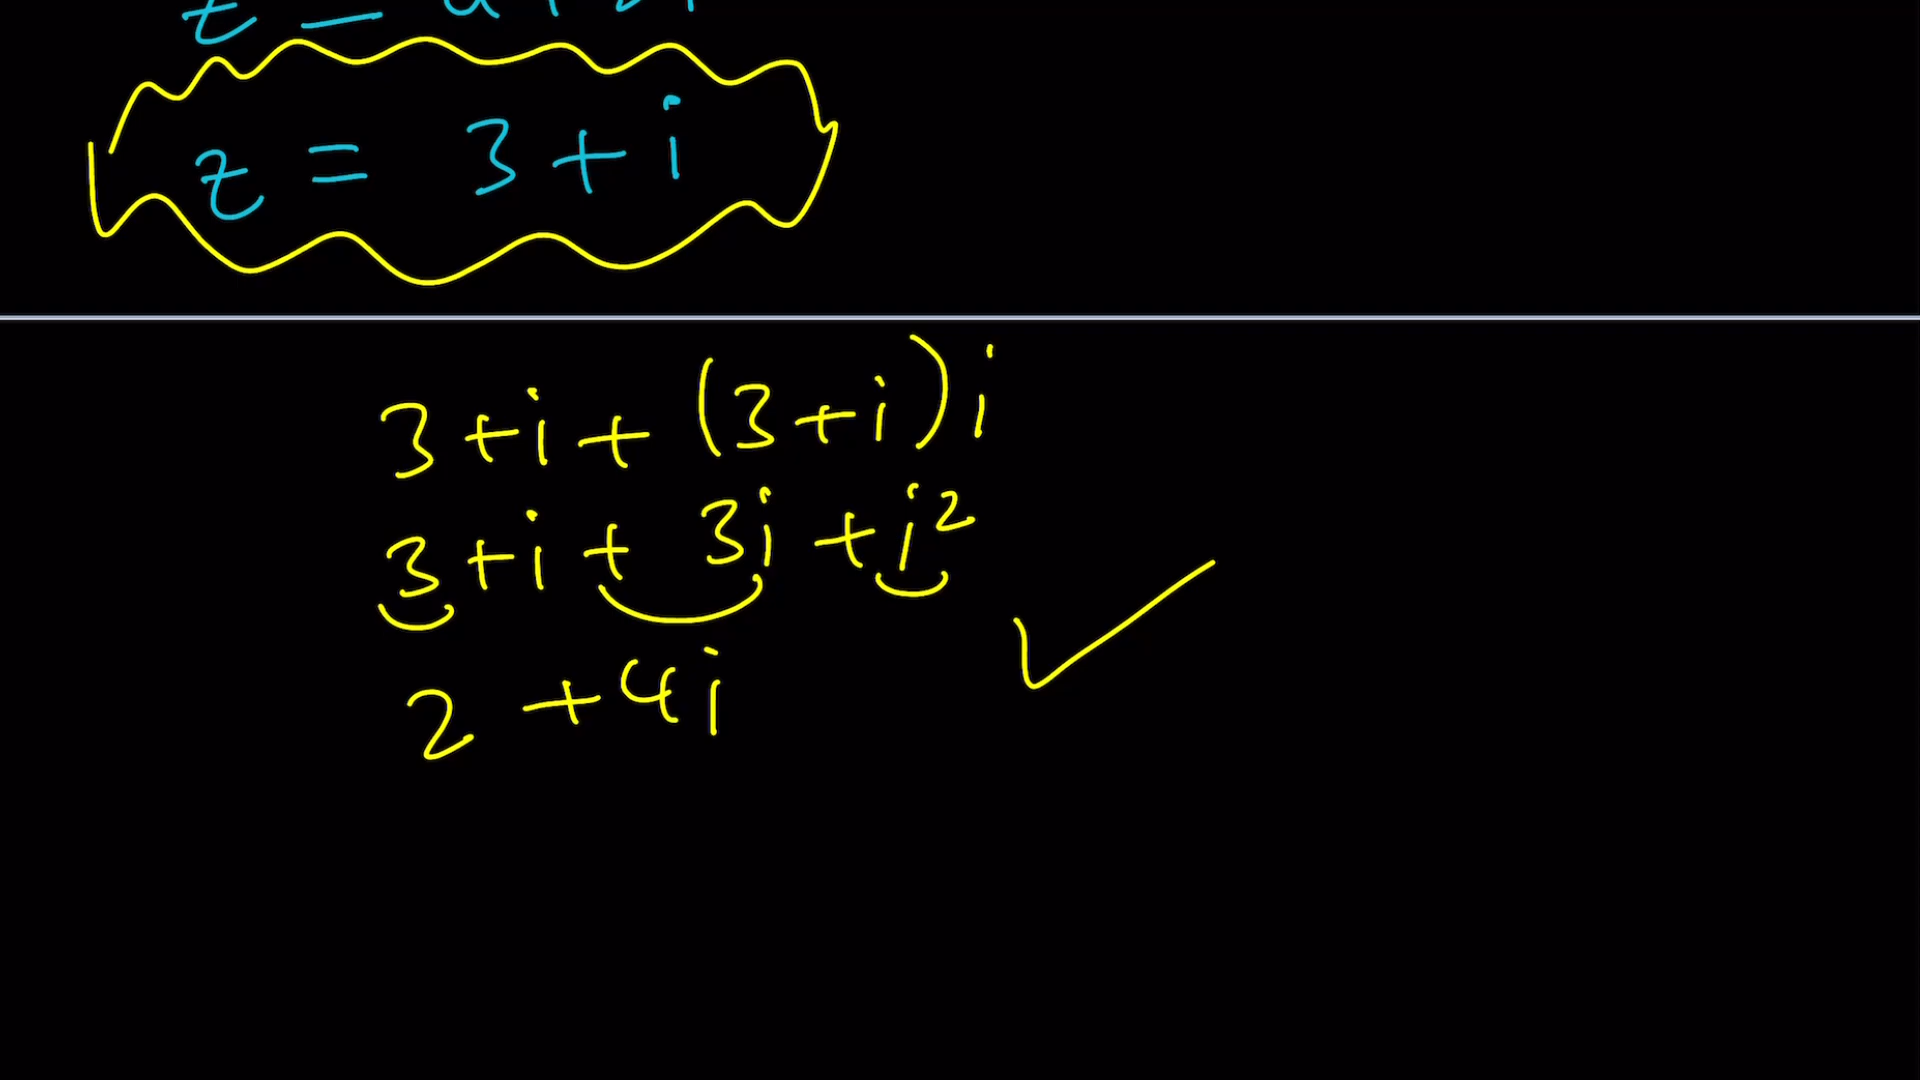 z = 3 + i
3 + i + (3 + i) i
3 + i + 3i + i²
2 + 4i